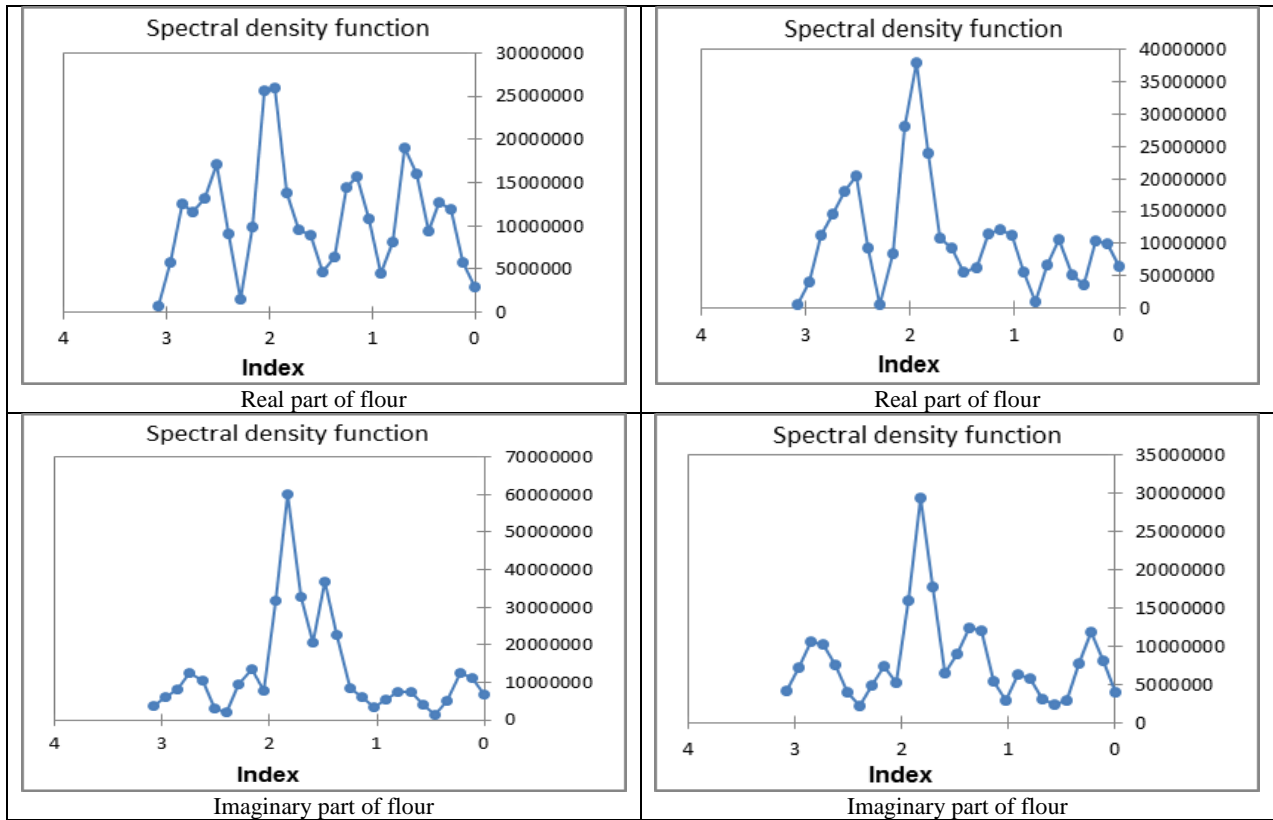 Spectral density function
30000000
25000000
20000000
15000000
10000000
5000000
0
4 3 2 1 0
Index
Real part of flour
Spectral density function
40000000
35000000
30000000
25000000
20000000
15000000
10000000
5000000
0
4 3 2 1 0
Index
Real part of flour
Spectral density function
70000000
60000000
50000000
40000000
30000000
20000000
10000000
0
4 3 2 1 0
Index
Imaginary part of flour
Spectral density function
35000000
30000000
25000000
20000000
15000000
10000000
5000000
0
4 3 2 1 0
Index
Imaginary part of flour